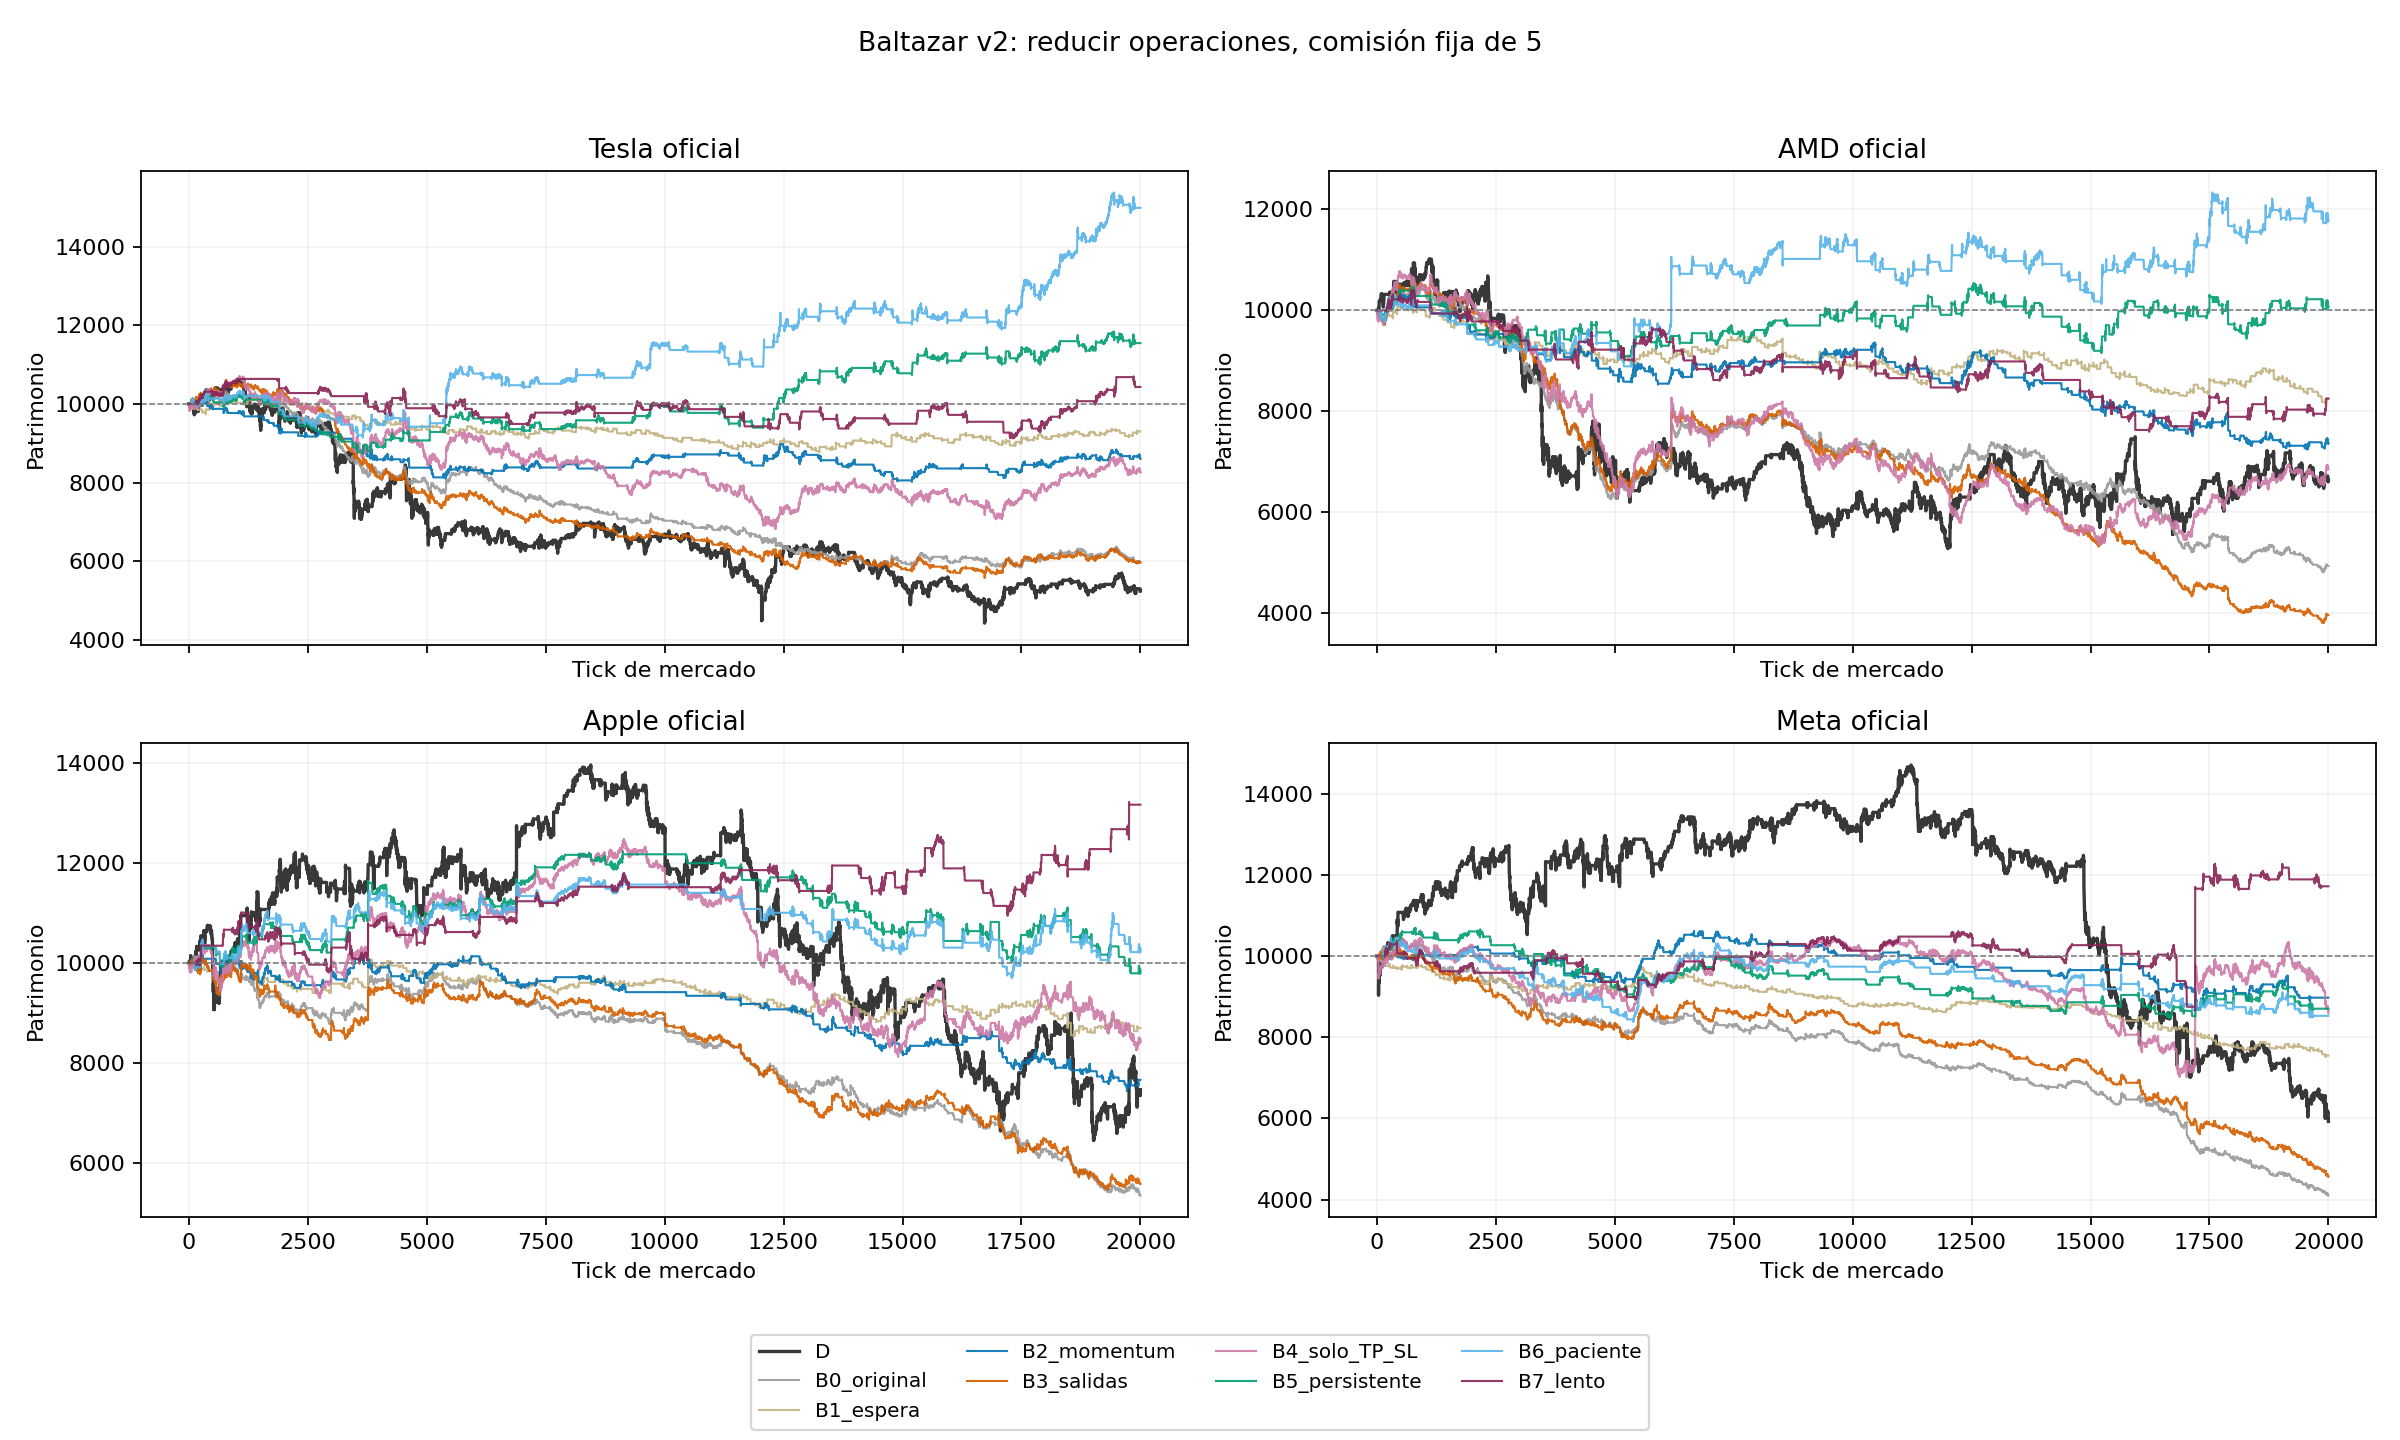 Baltazar v2: reducir operaciones, comisión fija de 5
Tesla oficial
14000
12000
10000
8000
6000
4000
Patrimonio
Tick de mercado
AMD oficial
12000
10000
8000
6000
4000
Patrimonio
Tick de mercado
Apple oficial
14000
12000
10000
8000
6000
Patrimonio
0 2500 5000 7500 10000 12500 15000 17500 20000
Tick de mercado
Meta oficial
14000
12000
10000
8000
6000
4000
Patrimonio
0 2500 5000 7500 10000 12500 15000 17500 20000
Tick de mercado
D
B0_original
B1_espera
B2_momentum
B3_salidas
B4_solo_TP_SL
B5_persistente
B6_paciente
B7_lento